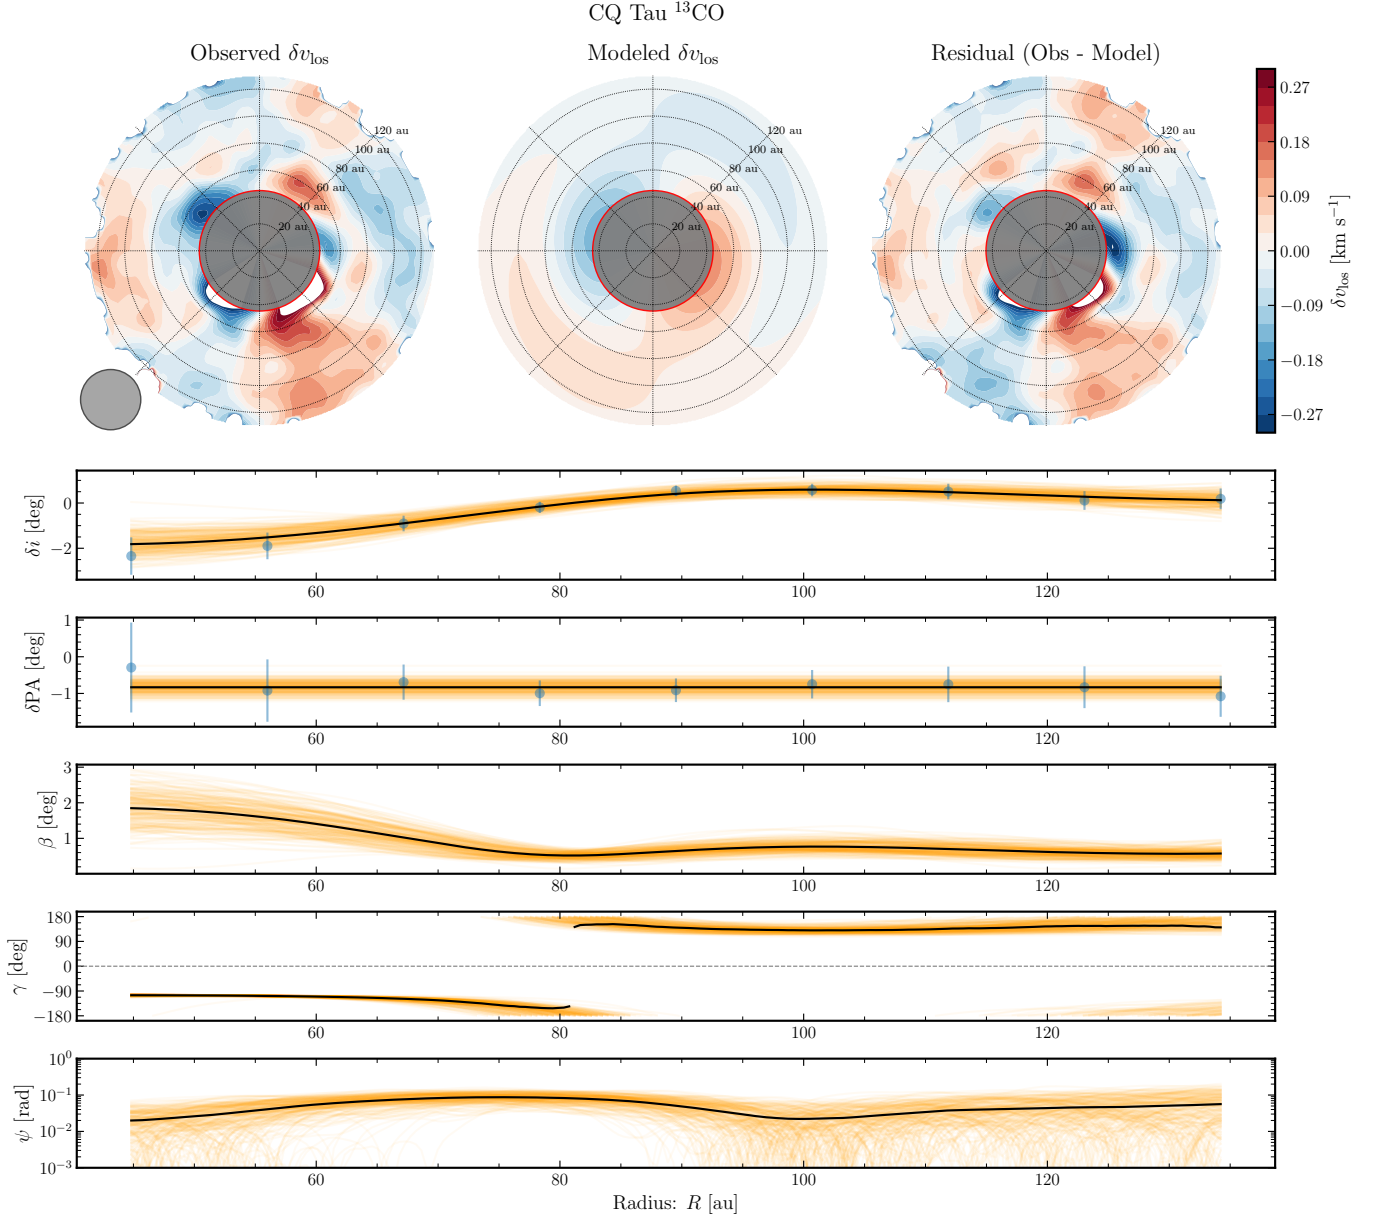 CQ Tau ¹³CO
Observed δv_los
Modeled δv_los
Residual (Obs - Model)
120 au
100 au
80 au
60 au
40 au
20 au
120 au
100 au
80 au
60 au
40 au
20 au
120 au
100 au
80 au
60 au
40 au
20 au
0.27
0.18
0.09
0.00
−0.09
−0.18
−0.27
δv_los [km s⁻¹]
δi [deg]
0
−2
60 80 100 120
δPA [deg]
1
0
−1
60 80 100 120
β [deg]
3
2
1
60 80 100 120
γ [deg]
180
90
0
−90
−180
60 80 100 120
ψ [rad]
10⁰
10⁻¹
10⁻²
10⁻³
60 80 100 120
Radius: R [au]